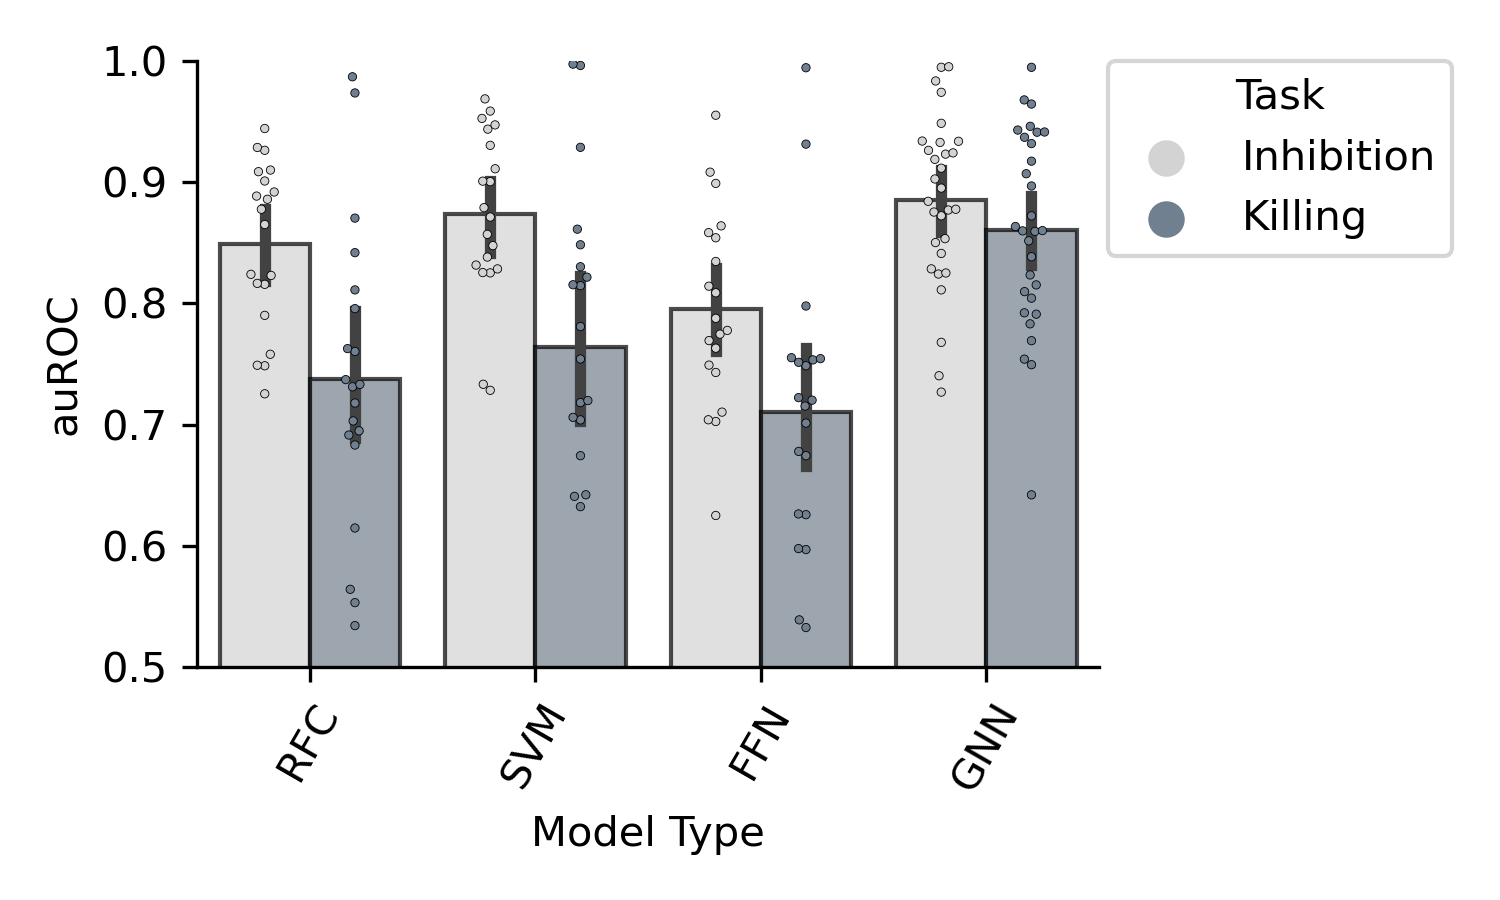 1.0
0.9
0.8
0.7
0.6
0.5
auROC
RFC
SVM
FFN
GNN
Model Type
Task
Inhibition
Killing